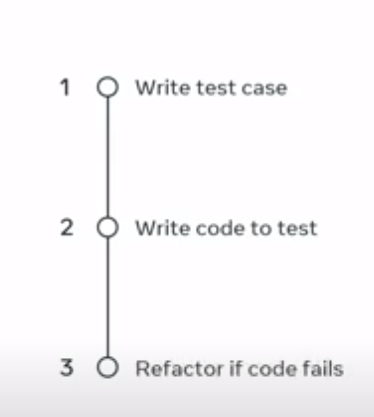 1 Write test case
2 Write code to test
3 Refactor if code fails